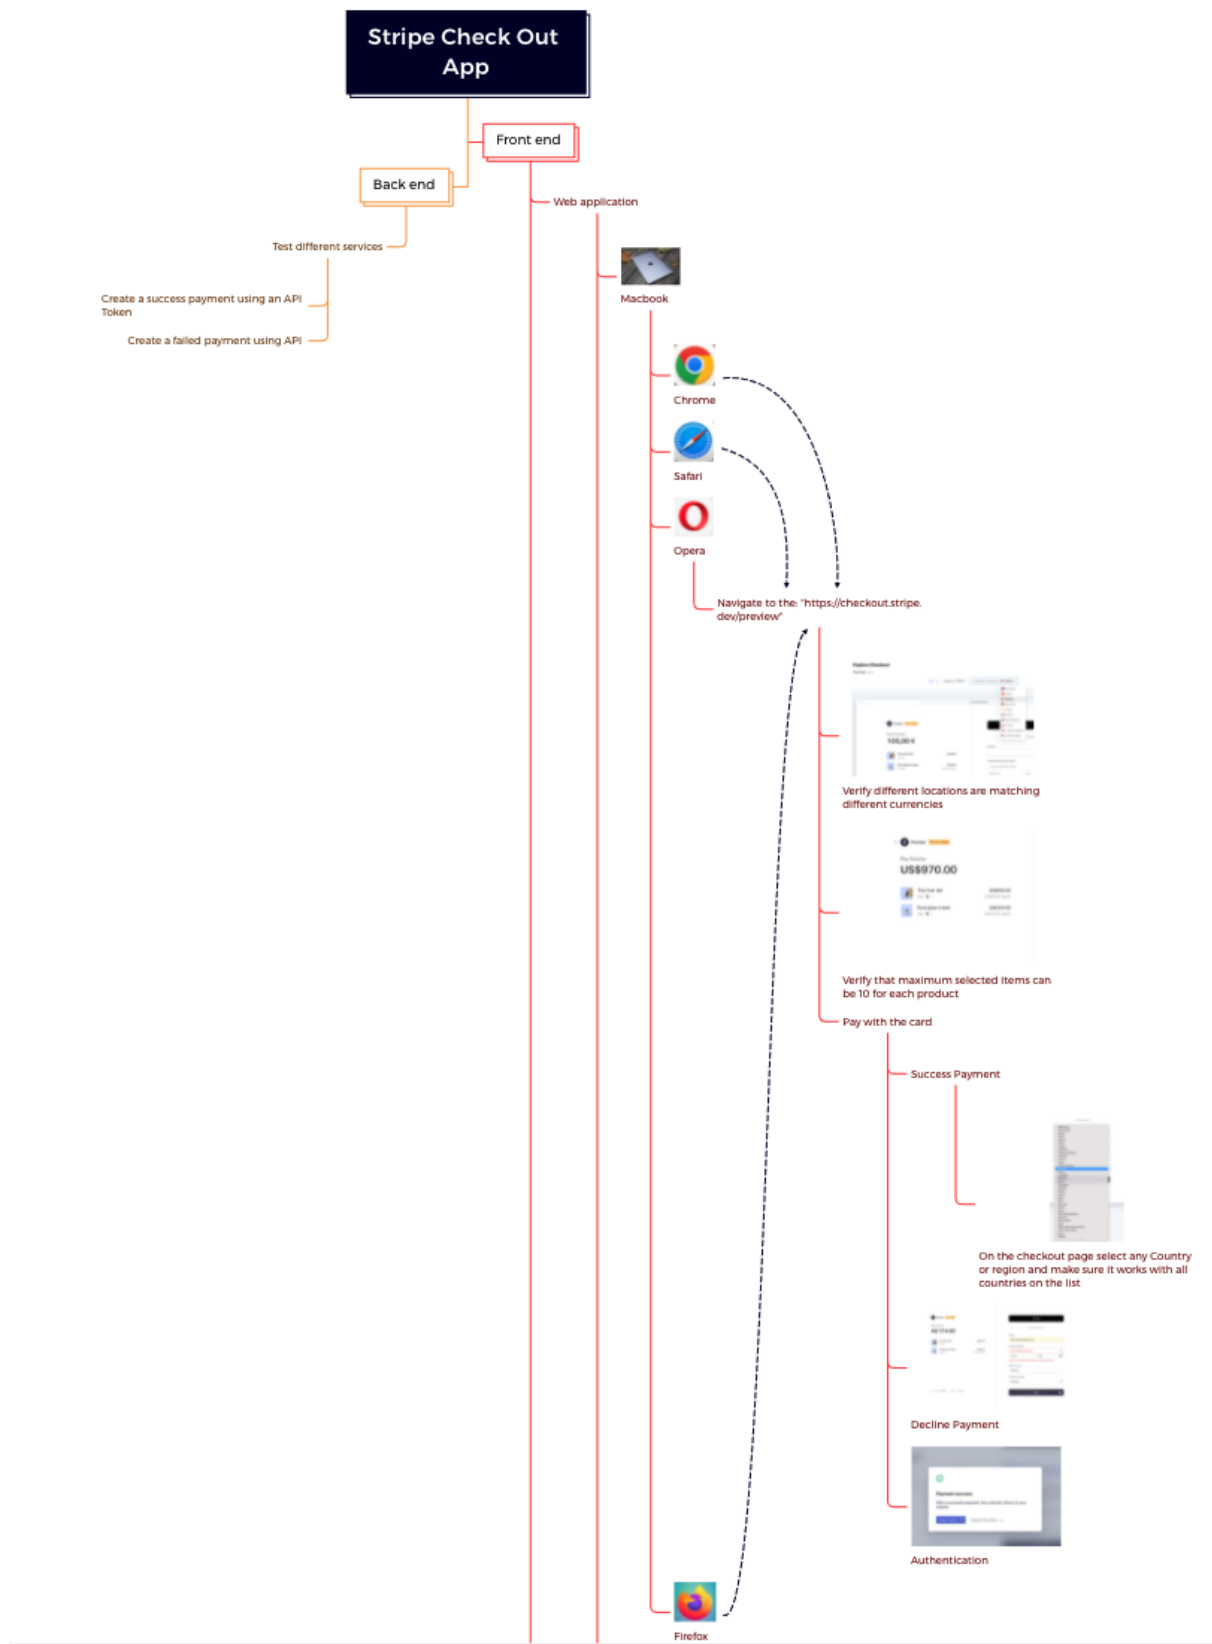 Stripe Check Out
App
Front end
Back end
Web application
Test different services
Create a success payment using an API
Token
Create a failed payment using API
Macbook
Chrome
Safari
Opera
Navigate to the: "https://checkout.stripe.
dev/preview"
Explore Checkout
Verify different locations are matching
different currencies
US$970.00
Verify that maximum selected items can
be 10 for each product
Pay with the card
Success Payment
On the checkout page select any Country
or region and make sure it works with all
countries on the list
Decline Payment
Payment success
Authentication
Firefox